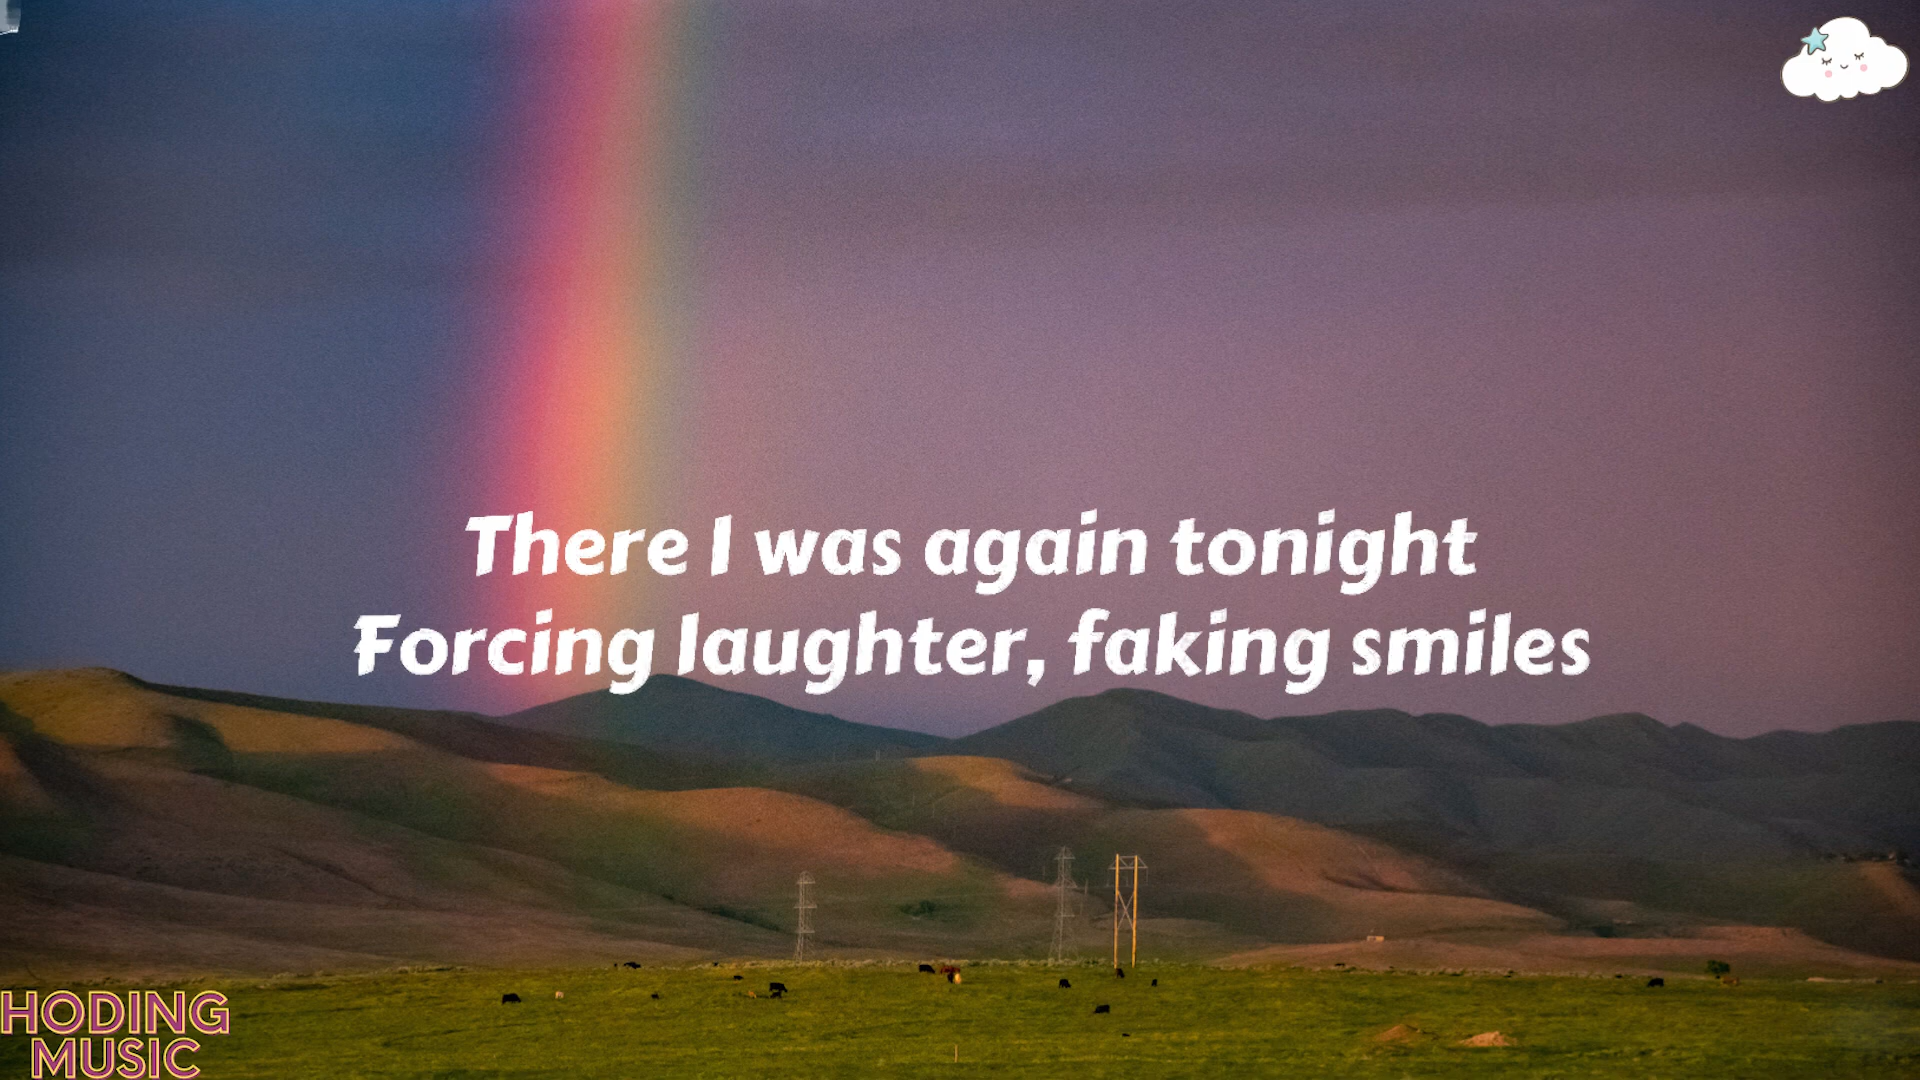 There I was again tonight
Forcing laughter, faking smiles
HODING
MUSIC